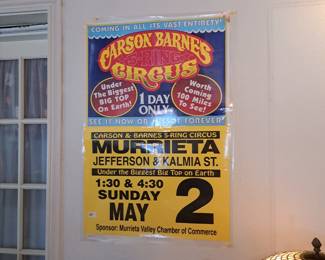 COMING IN ALL ITS VAST ENTIRETY!
CARSON BARNES
5-RING
CIRCUS
Under
The Biggest
BIG TOP
On Earth!
1 DAY
ONLY
Worth
Coming
100 Miles
To See!
SEE IT NOW OR MISS IT FOREVER!
CARSON & BARNES 5-RING CIRCUS
MURRIETA
JEFFERSON & KALMIA ST.
Under the Biggest Big Top on Earth
1:30 & 4:30
SUNDAY
MAY
2
Sponsor: Murrieta Valley Chamber of Commerce